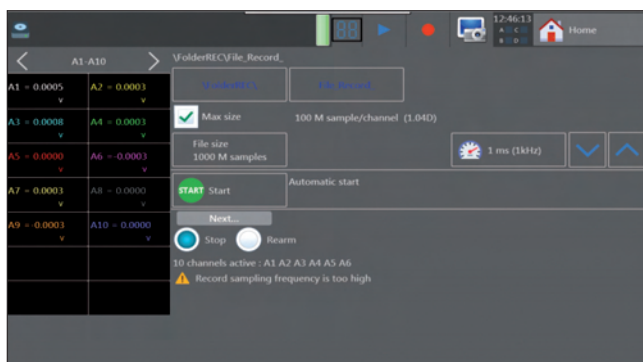 12:46:13
A C
B D
Home
A1-A10
\FolderREC\File_Record_
A1 = 0.0005
V
A2 = 0.0003
V
\FolderREC\
File_Record_
A3 = 0.0008
V
A4 = 0.0003
V
Max size
100 M sample/channel (1.04D)
A5 = 0.0000
V
A6 = -0.0003
V
File size
1000 M samples
1 ms (1kHz)
A7 = 0.0003
V
A8 = 0.0000
V
START Start
Automatic start
A9 = -0.0003
V
A10 = 0.0000
V
Next...
Stop
Rearm
10 channels active : A1 A2 A3 A4 A5 A6
Record sampling frequency is too high